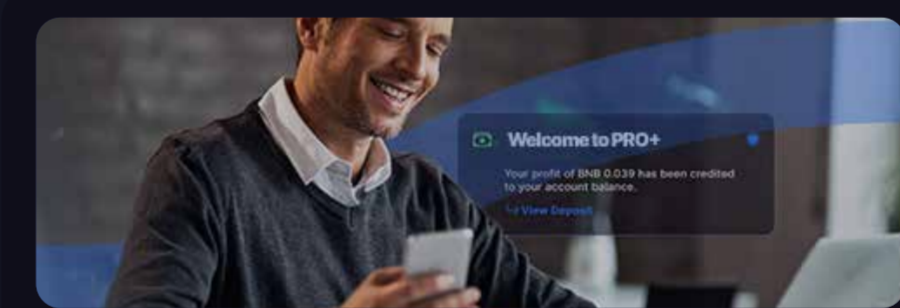 Welcome to PRO+
Your profit of BNB 0.039 has been credited
to your account balance.
View Deposit